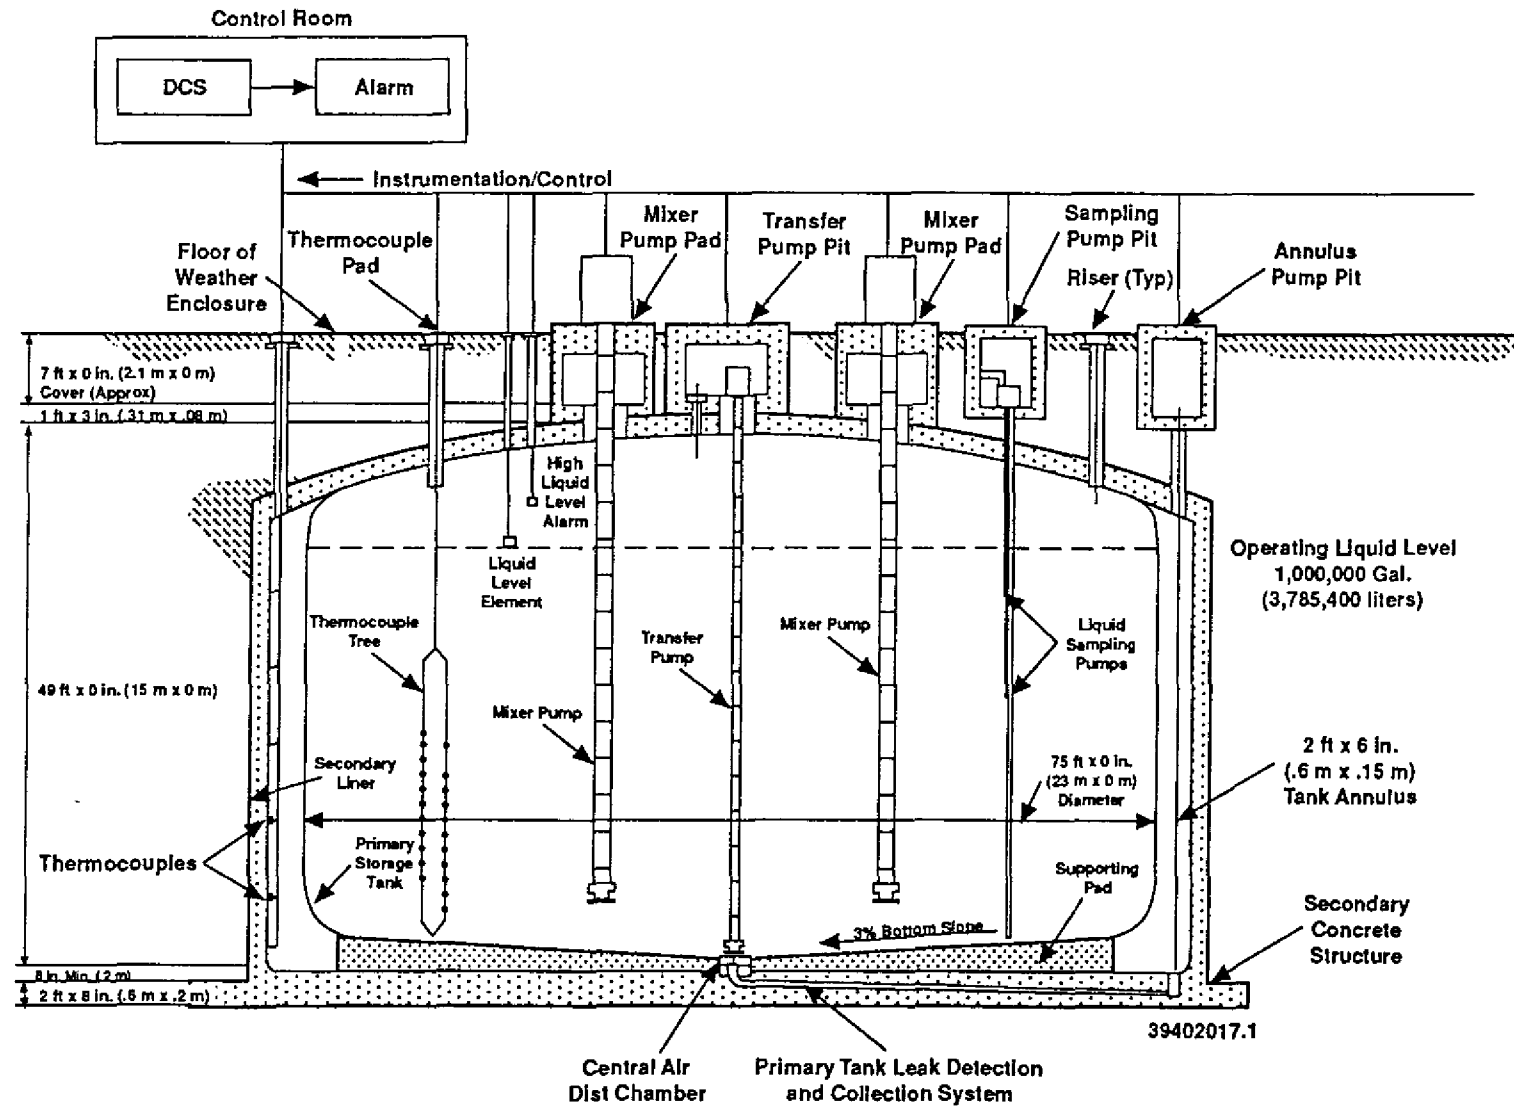 Control Room
DCS
Alarm
Instrumentation/Control
Floor of
Weather
Enclosure
Thermocouple
Pad
Mixer
Pump Pad
Transfer
Pump Pit
Mixer
Pump Pad
Sampling
Pump Pit
Riser (Typ)
Annulus
Pump Pit
7 ft x 0 in. (2.1 m x 0 m)
Cover (Approx)
1 ft x 3 in. (.31 m x .08 m)
High
Liquid
Level
Alarm
Liquid
Level
Element
Operating Liquid Level
1,000,000 Gal.
(3,785,400 liters)
Thermocouple
Tree
Transfer
Pump
Mixer Pump
Liquid
Sampling
Pumps
49 ft x 0 in. (15 m x 0 m)
Mixer Pump
Secondary
Liner
75 ft x 0 in.
(23 m x 0 m)
Diameter
2 ft x 6 in.
(.6 m x .15 m)
Tank Annulus
Thermocouples
Primary
Storage
Tank
Supporting
Pad
3% Bottom Slope
Secondary
Concrete
Structure
8 in. Min. (.2 m)
2 ft x 8 in. (.6 m x .2 m)
39402017.1
Central Air
Dist Chamber
Primary Tank Leak Detection
and Collection System